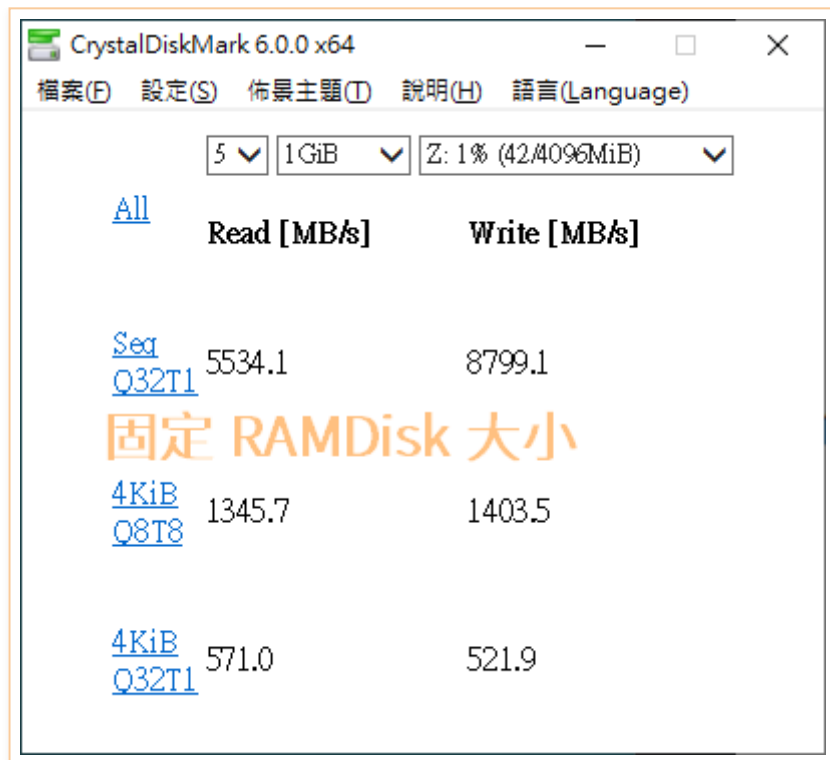 CrystalDiskMark 6.0.0 x64
檔案(F) 設定(S) 佈景主題(T) 說明(H) 語言(Language)
5 1GiB Z: 1% (42/4096MiB)
All Read [MB/s] Write [MB/s]
Seq
Q32T1 5534.1 8799.1
固定 RAMDisk 大小
4KiB
Q8T8 1345.7 1403.5
4KiB
Q32T1 571.0 521.9